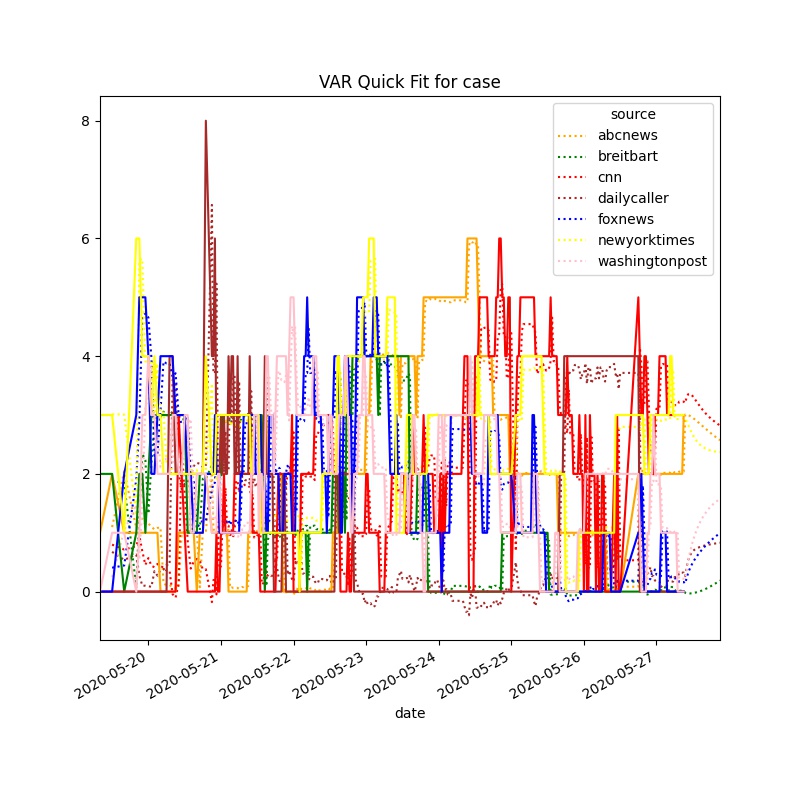 VAR Quick Fit for case
source
abcnews
breitbart
cnn
dailycaller
foxnews
newyorktimes
washingtonpost
8
6
4
2
0
2020-05-20
2020-05-21
2020-05-22
2020-05-23
2020-05-24
2020-05-25
2020-05-26
2020-05-27
date